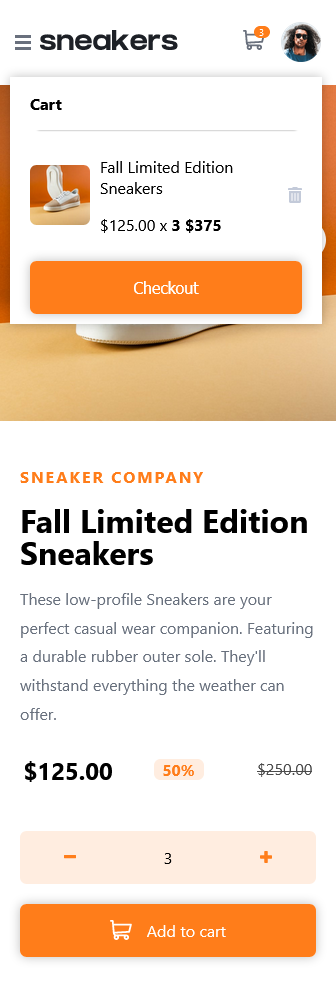 sneakers
3
Cart
Fall Limited Edition
Sneakers
$125.00 x 3 $375
Checkout
SNEAKER COMPANY
Fall Limited Edition
Sneakers
These low-profile Sneakers are your
perfect casual wear companion. Featuring
a durable rubber outer sole. They'll
withstand everything the weather can
offer.
$125.00 50% $250.00
3
Add to cart